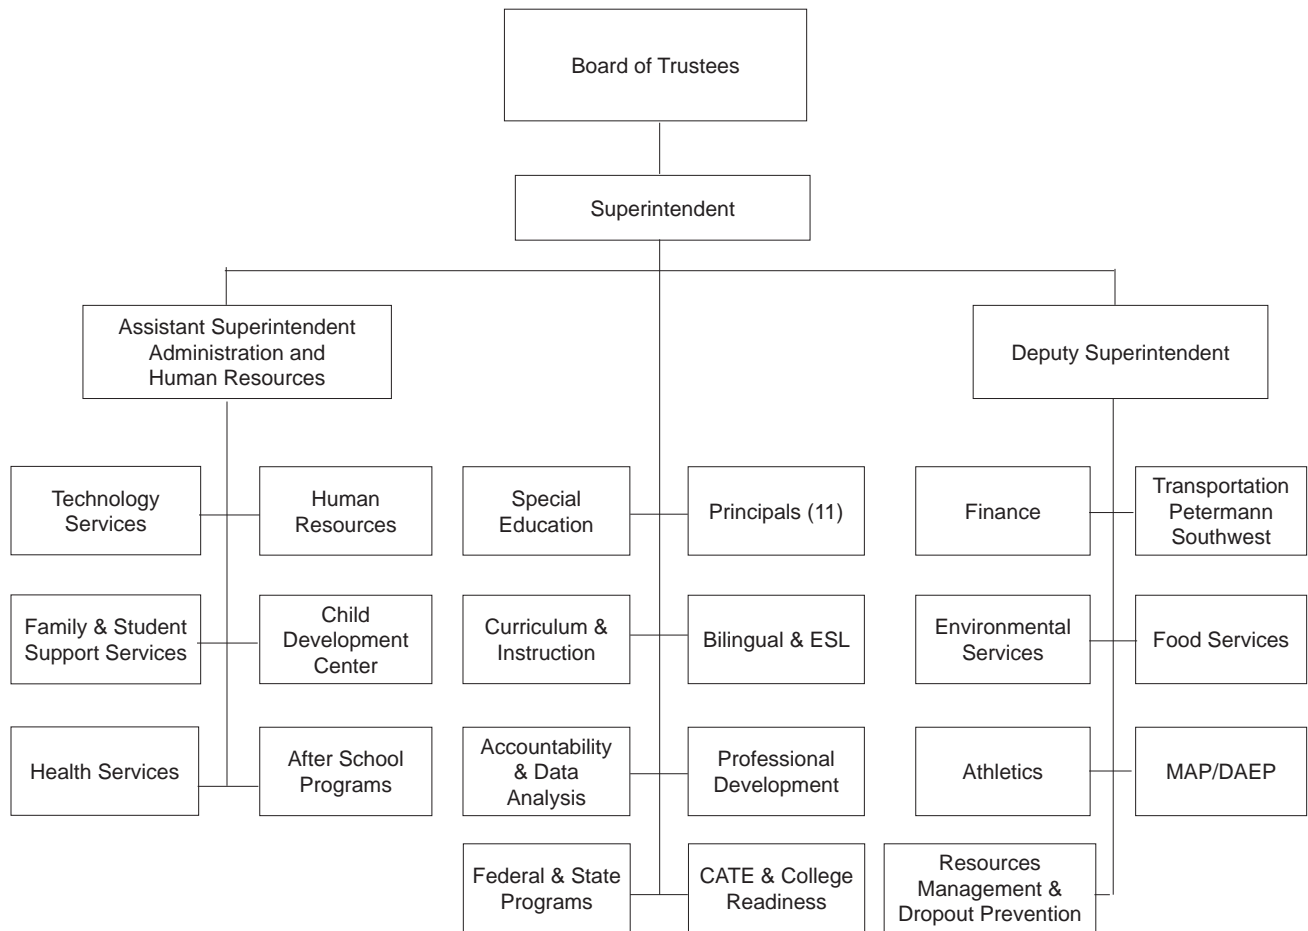 Board of Trustees
Superintendent
Assistant Superintendent
Administration and
Human Resources
Deputy Superintendent
Technology
Services
Human
Resources
Special
Education
Principals (11)
Finance
Transportation
Petermann
Southwest
Family & Student
Support Services
Child
Development
Center
Curriculum &
Instruction
Bilingual & ESL
Environmental
Services
Food Services
Health Services
After School
Programs
Accountability
& Data
Analysis
Professional
Development
Athletics
MAP/DAEP
Federal & State
Programs
CATE & College
Readiness
Resources
Management &
Dropout Prevention